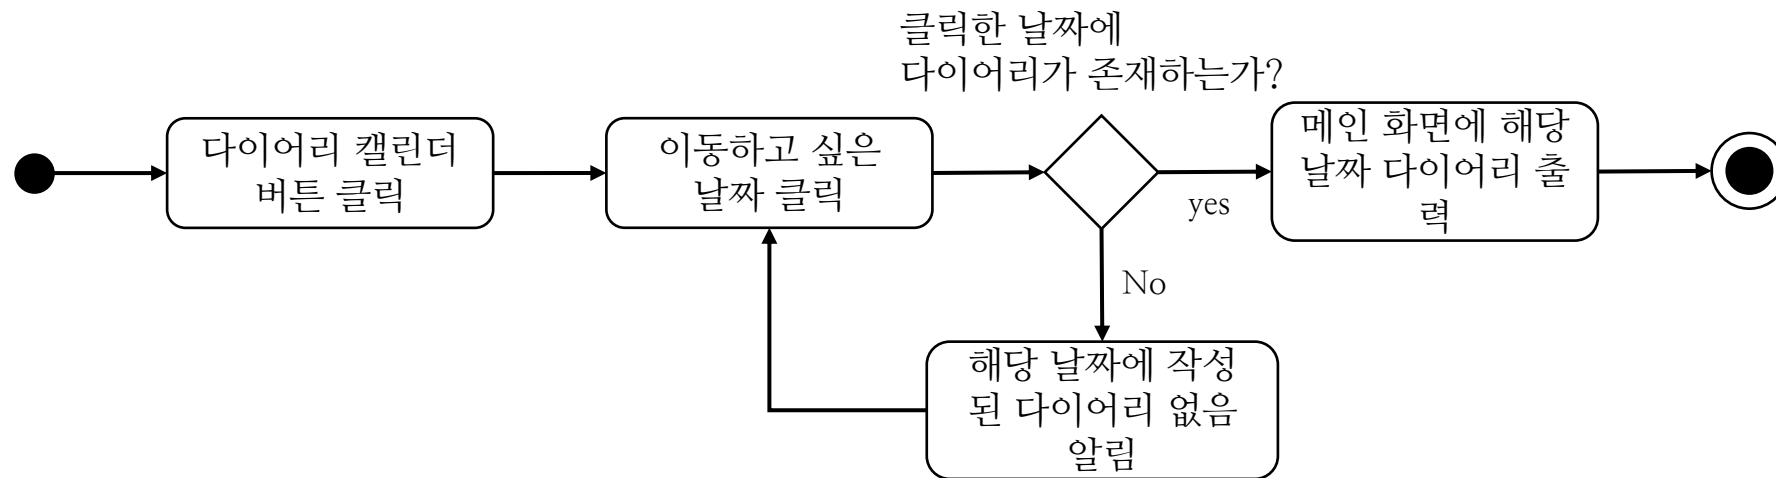 클릭한 날짜에
다이어리가 존재하는가?
다이어리 캘린더
버튼 클릭
이동하고 싶은
날짜 클릭
메인 화면에 해당
날짜 다이어리 출
력
yes
No
해당 날짜에 작성
된 다이어리 없음
알림